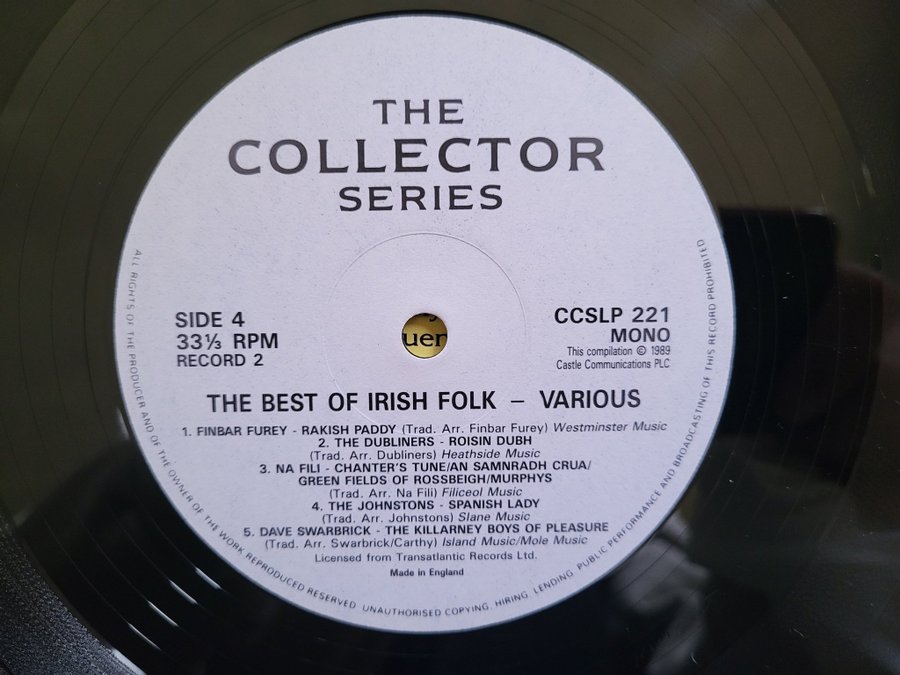 THE
COLLECTOR
SERIES
SIDE 4
33⅓ RPM
RECORD 2
CCSLP 221
MONO
This compilation © 1989
Castle Communications PLC
uer
THE BEST OF IRISH FOLK – VARIOUS
1. FINBAR FUREY - RAKISH PADDY (Trad. Arr. Finbar Furey) Westminster Music
2. THE DUBLINERS - ROISIN DUBH
(Trad. Arr. Dubliners) Heathside Music
3. NA FILI - CHANTER'S TUNE/AN SAMNRADH CRUA/
GREEN FIELDS OF ROSSBEIGH/MURPHYS
(Trad. Arr. Na Fili) Filiceol Music
4. THE JOHNSTONS - SPANISH LADY
(Trad. Arr. Johnstons) Slane Music
5. DAVE SWARBRICK - THE KILLARNEY BOYS OF PLEASURE
(Trad. Arr. Swarbrick/Carthy) Island Music/Mole Music
Licensed from Transatlantic Records Ltd.
Made in England
ALL RIGHTS OF THE PRODUCER AND OF THE OWNER OF THE WORK REPRODUCED RESERVED UNAUTHORISED COPYING, HIRING, LENDING, PUBLIC PERFORMANCE AND BROADCASTING OF THIS RECORD PROHIBITED